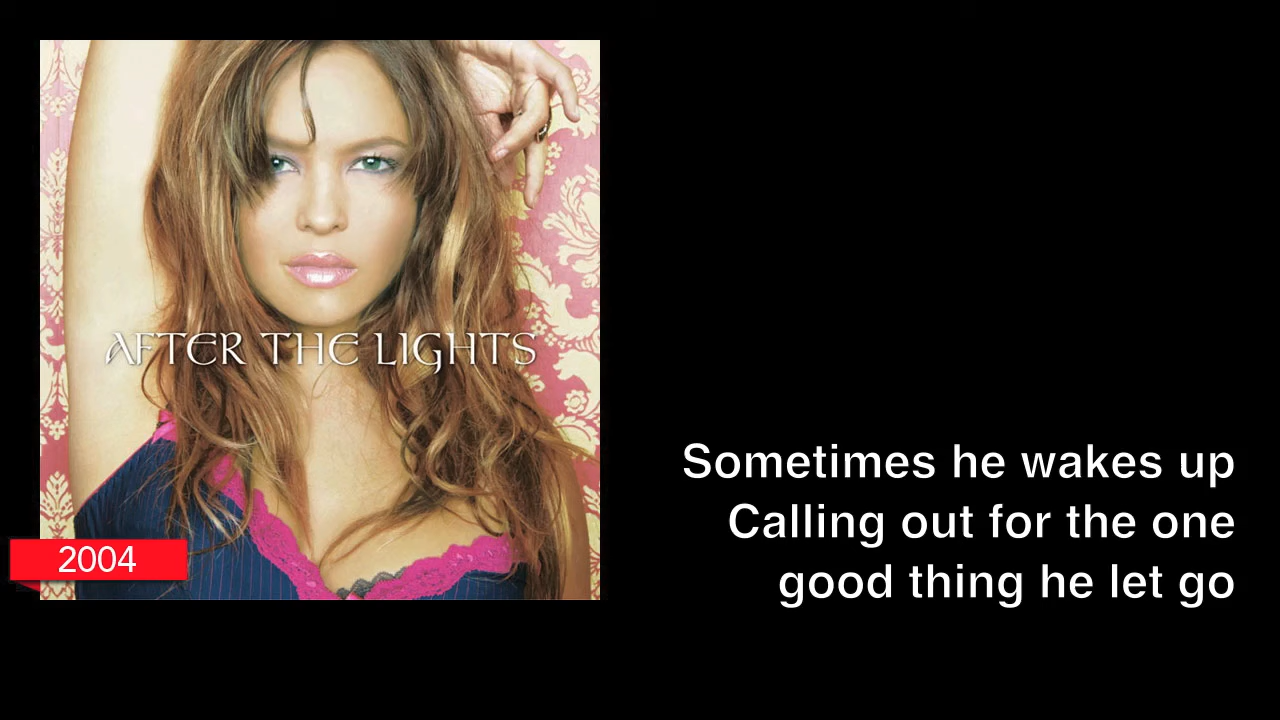 AFTER THE LIGHTS
2004
Sometimes he wakes up
Calling out for the one
good thing he let go